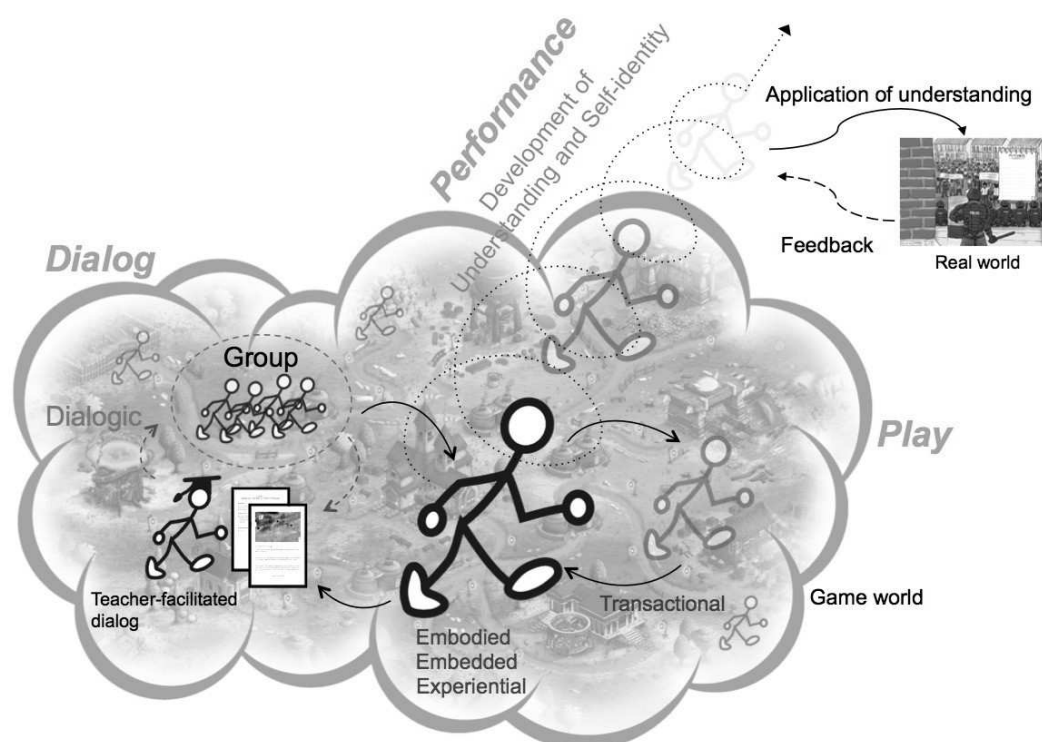 Performance
Development of
Understanding and Self-identity
Application of understanding
Feedback
Real world
Dialog
Group
Dialogic
Play
Teacher-facilitated
dialog
Transactional
Game world
Embodied
Embedded
Experiential